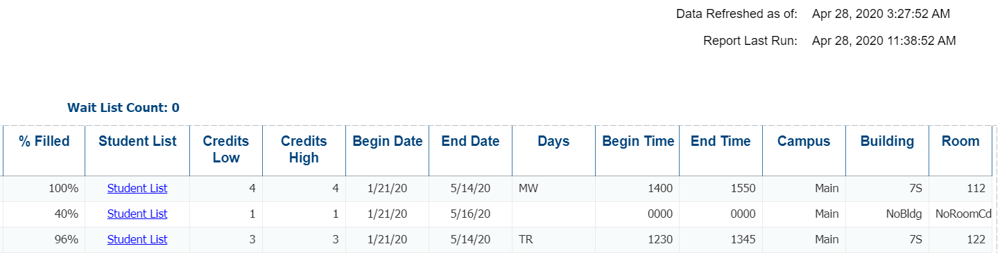 Data Refreshed as of: Apr 28, 2020 3:27:52 AM
Report Last Run: Apr 28, 2020 11:38:52 AM
Wait List Count: 0
% Filled Student List Credits Low Credits High Begin Date End Date Days Begin Time End Time Campus Building Room
100% Student List 4 4 1/21/20 5/14/20 MW 1400 1550 Main 7S 112
40% Student List 1 1 1/21/20 5/16/20 0000 0000 Main NoBldg NoRoomCd
96% Student List 3 3 1/21/20 5/14/20 TR 1230 1345 Main 7S 122